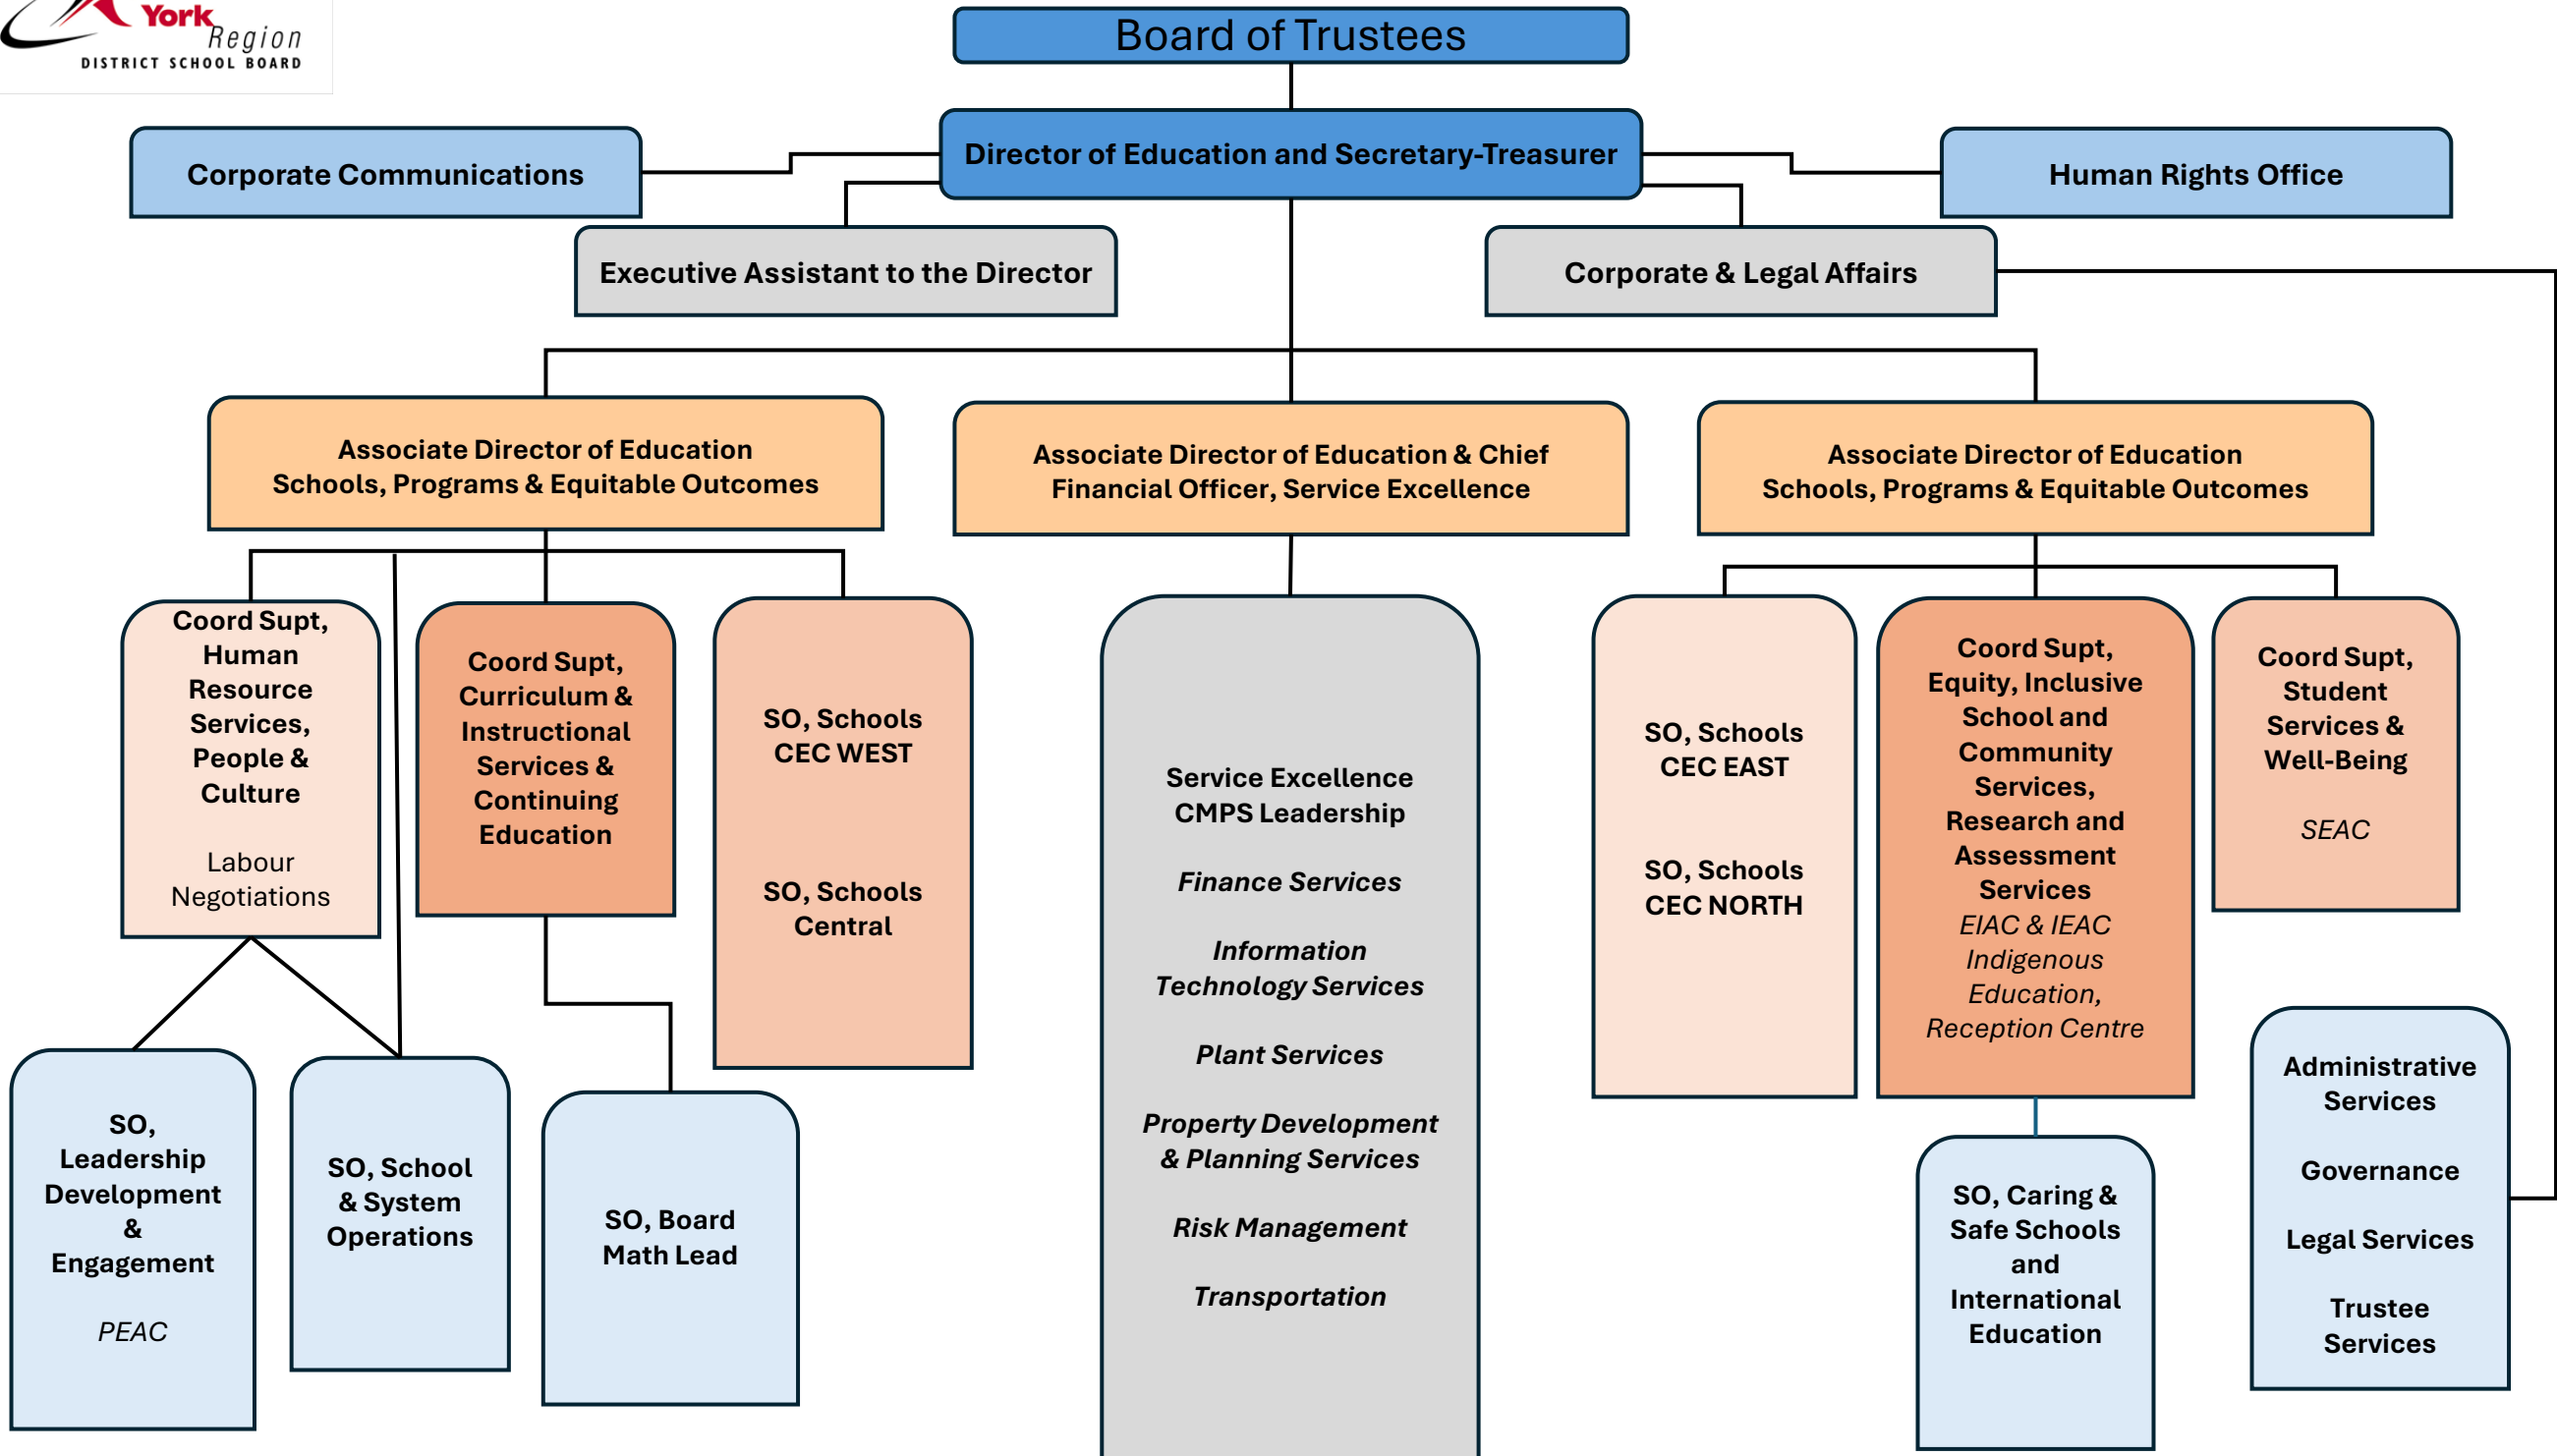 York
Region
DISTRICT SCHOOL BOARD
Board of Trustees
Director of Education and Secretary-Treasurer
Corporate Communications
Human Rights Office
Executive Assistant to the Director
Corporate & Legal Affairs
Associate Director of Education
Schools, Programs & Equitable Outcomes
Associate Director of Education & Chief
Financial Officer, Service Excellence
Associate Director of Education
Schools, Programs & Equitable Outcomes
Coord Supt,
Human
Resource
Services,
People &
Culture
Labour
Negotiations
Coord Supt,
Curriculum &
Instructional
Services &
Continuing
Education
SO, Schools
CEC WEST
SO, Schools
Central
Service Excellence
CMPS Leadership
Finance Services
Information
Technology Services
Plant Services
Property Development
& Planning Services
Risk Management
Transportation
SO, Schools
CEC EAST
SO, Schools
CEC NORTH
Coord Supt,
Equity, Inclusive
School and
Community
Services,
Research and
Assessment
Services
EIAC & IEAC
Indigenous
Education,
Reception Centre
Coord Supt,
Student
Services &
Well-Being
SEAC
SO,
Leadership
Development
&
Engagement
PEAC
SO, School
& System
Operations
SO, Board
Math Lead
SO, Caring &
Safe Schools
and
International
Education
Administrative
Services
Governance
Legal Services
Trustee
Services